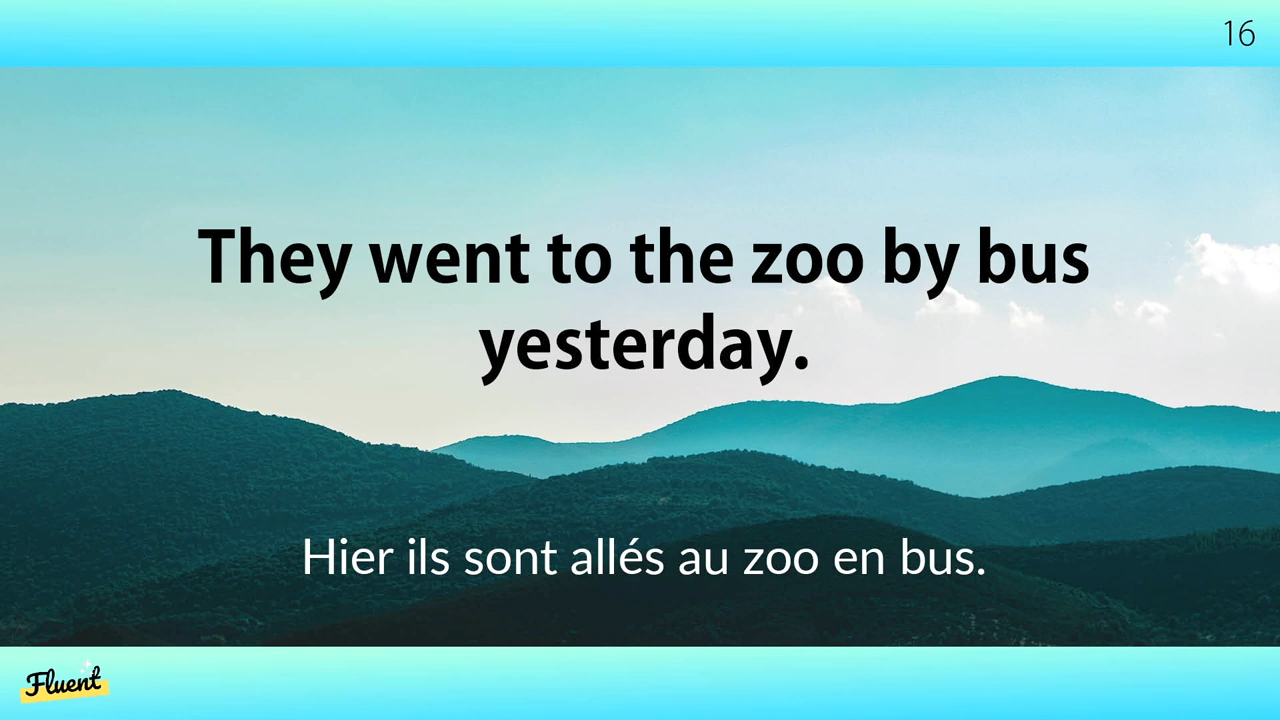 16
They went to the zoo by bus
yesterday.
Hier ils sont allés au zoo en bus.
Fluent